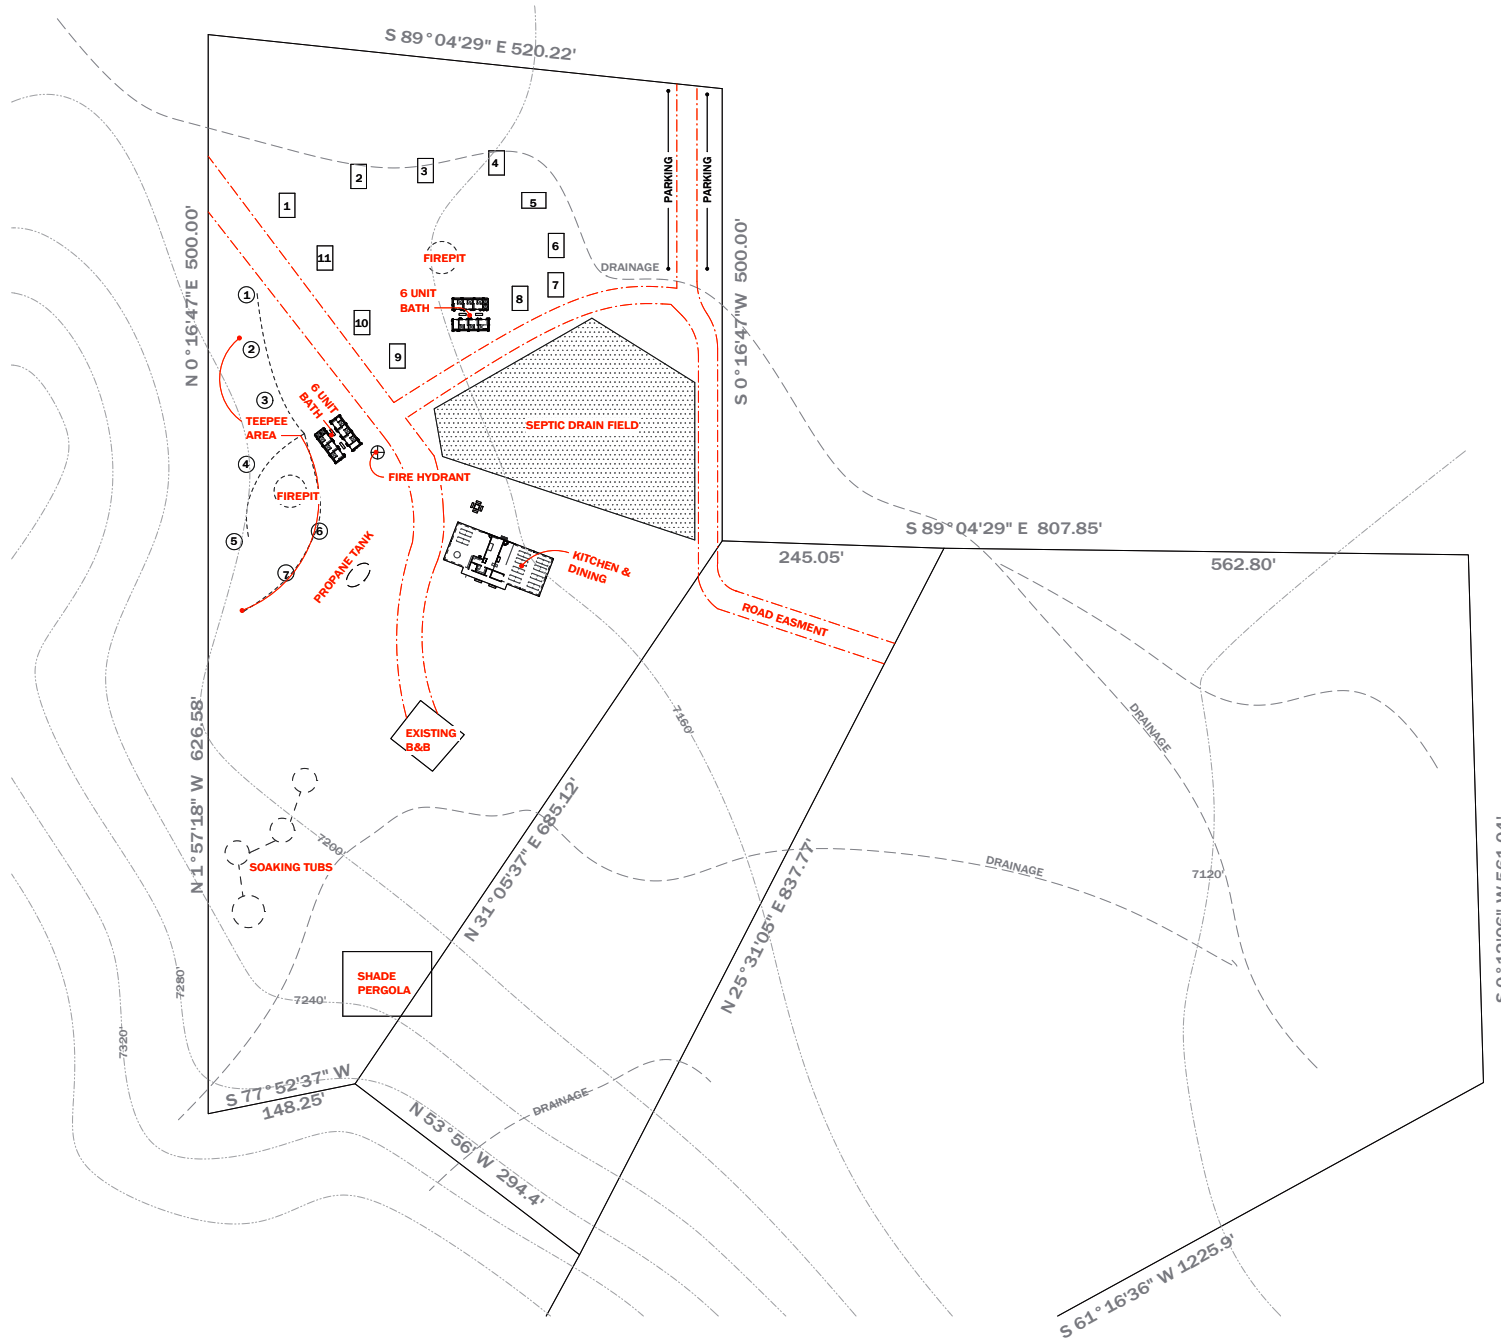 S 89°04'29" E 520.22'
PARKING
PARKING
N 0°16'47"E 500.00'
S 0°16'47"W 500.00'
1
2
3
4
5
6
7
8
9
10
11
FIREPIT
DRAINAGE
6 UNIT
BATH
1
2
3
4
5
6
7
6 UNIT
BATH
TEEPEE
AREA
FIREPIT
FIRE HYDRANT
SEPTIC DRAIN FIELD
PROPANE TANK
KITCHEN &
DINING
S 89°04'29" E 807.85'
245.05'
562.80'
ROAD EASMENT
EXISTING
B&B
7160'
DRAINAGE
N 1°57'18" W 626.58'
N 31°05'37" E 685.12'
7200'
SOAKING TUBS
DRAINAGE
7120'
N 25°31'05" E 837.77'
SHADE
PERGOLA
7280'
7240'
7320'
S 77°52'37" W
148.25'
DRAINAGE
N 53°56' W 294.4'
S 61°16'36" W 1225.9'